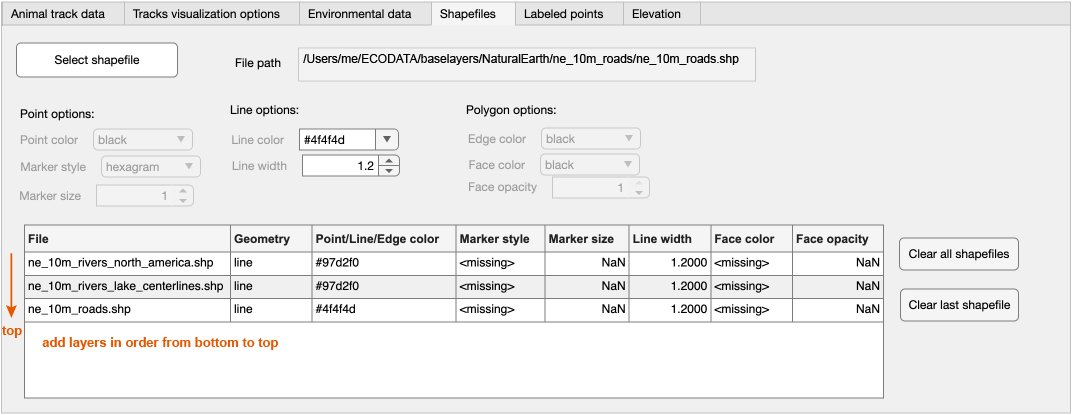 Animal track data Tracks visualization options Environmental data Shapefiles Labeled points Elevation
Select shapefile
File path
/Users/me/ECODATA/baselayers/NaturalEarth/ne_10m_roads/ne_10m_roads.shp
Point options:
Point color black
Marker style hexagram
Marker size 1
Line options:
Line color #4f4f4d
Line width 1.2
Polygon options:
Edge color black
Face color black
Face opacity 1
File Geometry Point/Line/Edge color Marker style Marker size Line width Face color Face opacity
ne_10m_rivers_north_america.shp line #97d2f0 <missing> NaN 1.2000 <missing> NaN
ne_10m_rivers_lake_centerlines.shp line #97d2f0 <missing> NaN 1.2000 <missing> NaN
ne_10m_roads.shp line #4f4f4d <missing> NaN 1.2000 <missing> NaN
top
add layers in order from bottom to top
Clear all shapefiles
Clear last shapefile